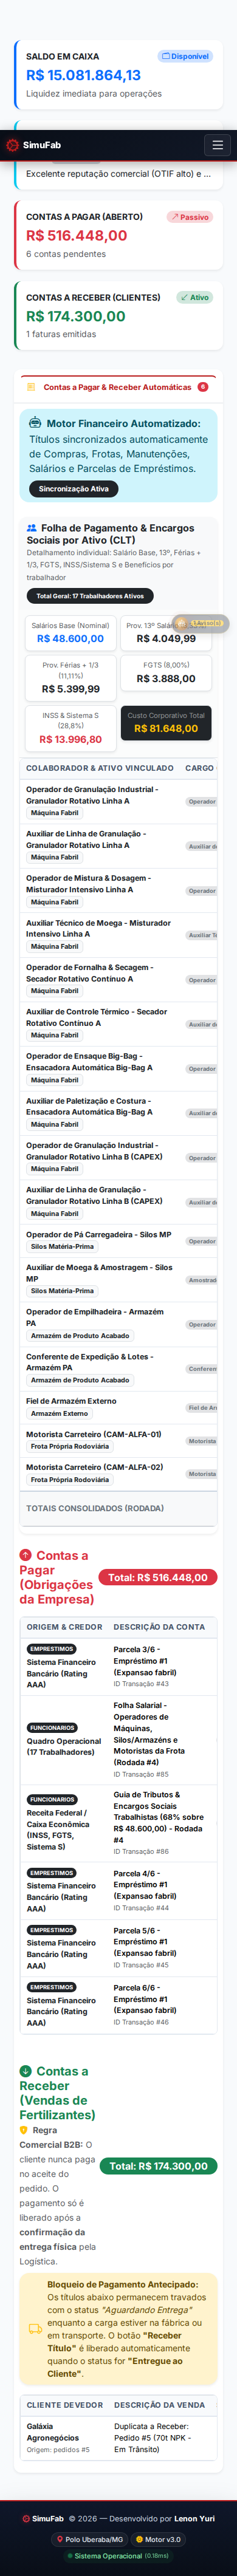 SALDO EM CAIXA
Disponível
R$ 15.081.864,13
Liquidez imediata para operações
SimuFab
Excelente reputação comercial (OTIF alto) e ...
CONTAS A PAGAR (ABERTO)
Passivo
R$ 516.448,00
6 contas pendentes
CONTAS A RECEBER (CLIENTES)
Ativo
R$ 174.300,00
1 faturas emitidas
Contas a Pagar & Receber Automáticas 6
Motor Financeiro Automatizado:
Títulos sincronizados automaticamente
de Compras, Frotas, Manutenções,
Salários e Parcelas de Empréstimos.
Sincronização Ativa
Folha de Pagamento & Encargos
Sociais por Ativo (CLT)
Detalhamento individual: Salário Base, 13º, Férias +
1/3, FGTS, INSS/Sistema S e Benefícios por
trabalhador
Total Geral: 17 Trabalhadores Ativos
Salários Base (Nominal)
R$ 48.600,00
Prov. 13º Salário
R$ 4.049,99
Prov. Férias + 1/3
(11,11%)
R$ 5.399,99
FGTS (8,00%)
R$ 3.888,00
INSS & Sistema S
(28,8%)
R$ 13.996,80
Custo Corporativo Total
R$ 81.648,00
COLABORADOR & ATIVO VINCULADO
CARGO
Operador de Granulação Industrial -
Granulador Rotativo Linha A
Operador
Máquina Fabril
Auxiliar de Linha de Granulação -
Granulador Rotativo Linha A
Auxiliar de
Máquina Fabril
Operador de Mistura & Dosagem -
Misturador Intensivo Linha A
Operador
Máquina Fabril
Auxiliar Técnico de Moega - Misturador
Intensivo Linha A
Auxiliar Té
Máquina Fabril
Operador de Fornalha & Secagem -
Secador Rotativo Contínuo A
Operador
Máquina Fabril
Auxiliar de Controle Térmico - Secador
Rotativo Contínuo A
Auxiliar de
Máquina Fabril
Operador de Ensaque Big-Bag -
Ensacadora Automática Big-Bag A
Operador
Máquina Fabril
Auxiliar de Paletização e Costura -
Ensacadora Automática Big-Bag A
Auxiliar de
Máquina Fabril
Operador de Granulação Industrial -
Granulador Rotativo Linha B (CAPEX)
Operador
Máquina Fabril
Auxiliar de Linha de Granulação -
Granulador Rotativo Linha B (CAPEX)
Auxiliar de
Máquina Fabril
Operador de Pá Carregadeira - Silos MP
Operador
Silos Matéria-Prima
Auxiliar de Moega & Amostragem - Silos
MP
Amostrado
Silos Matéria-Prima
Operador de Empilhadeira - Armazém
PA
Operador
Armazém de Produto Acabado
Conferente de Expedição & Lotes -
Armazém PA
Conferent
Armazém de Produto Acabado
Fiel de Armazém Externo
Fiel de Ar
Armazém Externo
Motorista Carreteiro (CAM-ALFA-01)
Motorista
Frota Própria Rodoviária
Motorista Carreteiro (CAM-ALFA-02)
Motorista
Frota Própria Rodoviária
TOTAIS CONSOLIDADOS (RODADA)
Contas a
Pagar
(Obrigações
da Empresa)
Total: R$ 516.448,00
ORIGEM & CREDOR
DESCRIÇÃO DA CONTA
EMPRESTIMOS
Sistema Financeiro
Bancário (Rating
AAA)
Parcela 3/6 -
Empréstimo #1
(Expansao fabril)
ID Transação #43
FUNCIONARIOS
Quadro Operacional
(17 Trabalhadores)
Folha Salarial -
Operadores de
Máquinas,
Silos/Armazéns e
Motoristas da Frota
(Rodada #4)
ID Transação #85
FUNCIONARIOS
Receita Federal /
Caixa Econômica
(INSS, FGTS,
Sistema S)
Guia de Tributos &
Encargos Sociais
Trabalhistas (68% sobre
R$ 48.600,00) - Rodada
#4
ID Transação #86
EMPRESTIMOS
Sistema Financeiro
Bancário (Rating
AAA)
Parcela 4/6 -
Empréstimo #1
(Expansao fabril)
ID Transação #44
EMPRESTIMOS
Sistema Financeiro
Bancário (Rating
AAA)
Parcela 5/6 -
Empréstimo #1
(Expansao fabril)
ID Transação #45
EMPRESTIMOS
Sistema Financeiro
Bancário (Rating
AAA)
Parcela 6/6 -
Empréstimo #1
(Expansao fabril)
ID Transação #46
Contas a
Receber
(Vendas de
Fertilizantes)
Regra
Comercial B2B: O
cliente nunca paga
no aceite do
pedido. O
pagamento só é
liberado após a
confirmação da
entrega física pela
Logística.
Total: R$ 174.300,00
Bloqueio de Pagamento Antecipado:
Os títulos abaixo permanecem travados
com o status "Aguardando Entrega"
enquanto a carga estiver na fábrica ou
em transporte. O botão "Receber
Título" é liberado automaticamente
quando o status for "Entregue ao
Cliente".
CLIENTE DEVEDOR
DESCRIÇÃO DA VENDA
Galáxia
Agronegócios
Origem: pedidos #5
Duplicata a Receber:
Pedido #5 (70t NPK -
Em Trânsito)
SimuFab © 2026 — Desenvolvido por Lenon Yuri
Polo Uberaba/MG
Motor v3.0
Sistema Operacional (0.18ms)